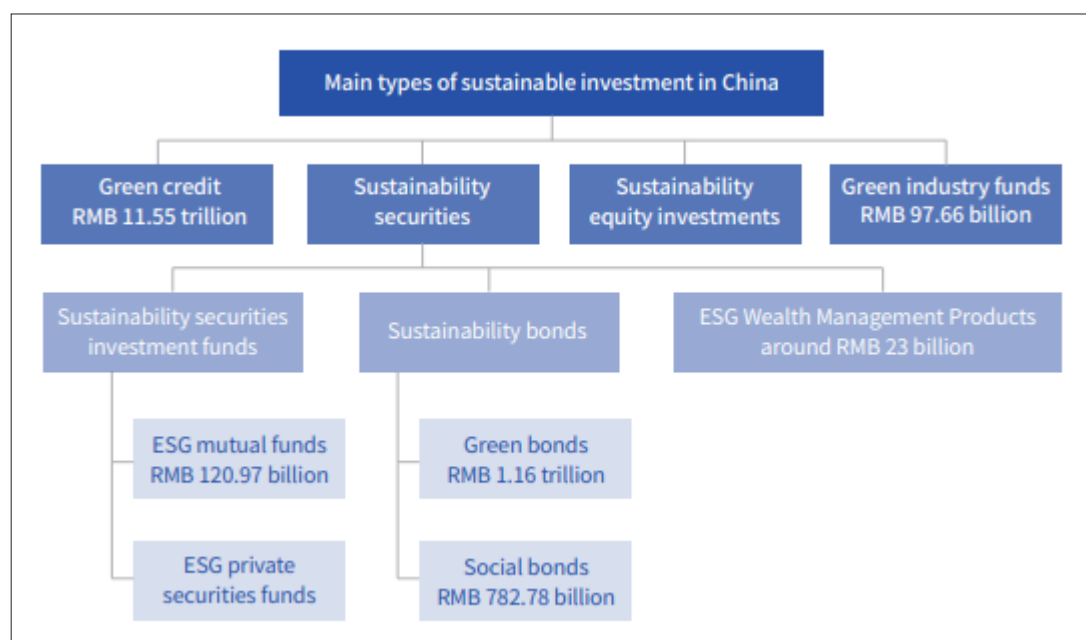 Main types of sustainable investment in China
Green credit
RMB 11.55 trillion
Sustainability
securities
Sustainability
equity investments
Green industry funds
RMB 97.66 billion
Sustainability securities
investment funds
Sustainability bonds
ESG Wealth Management Products
around RMB 23 billion
ESG mutual funds
RMB 120.97 billion
Green bonds
RMB 1.16 trillion
ESG private
securities funds
Social bonds
RMB 782.78 billion